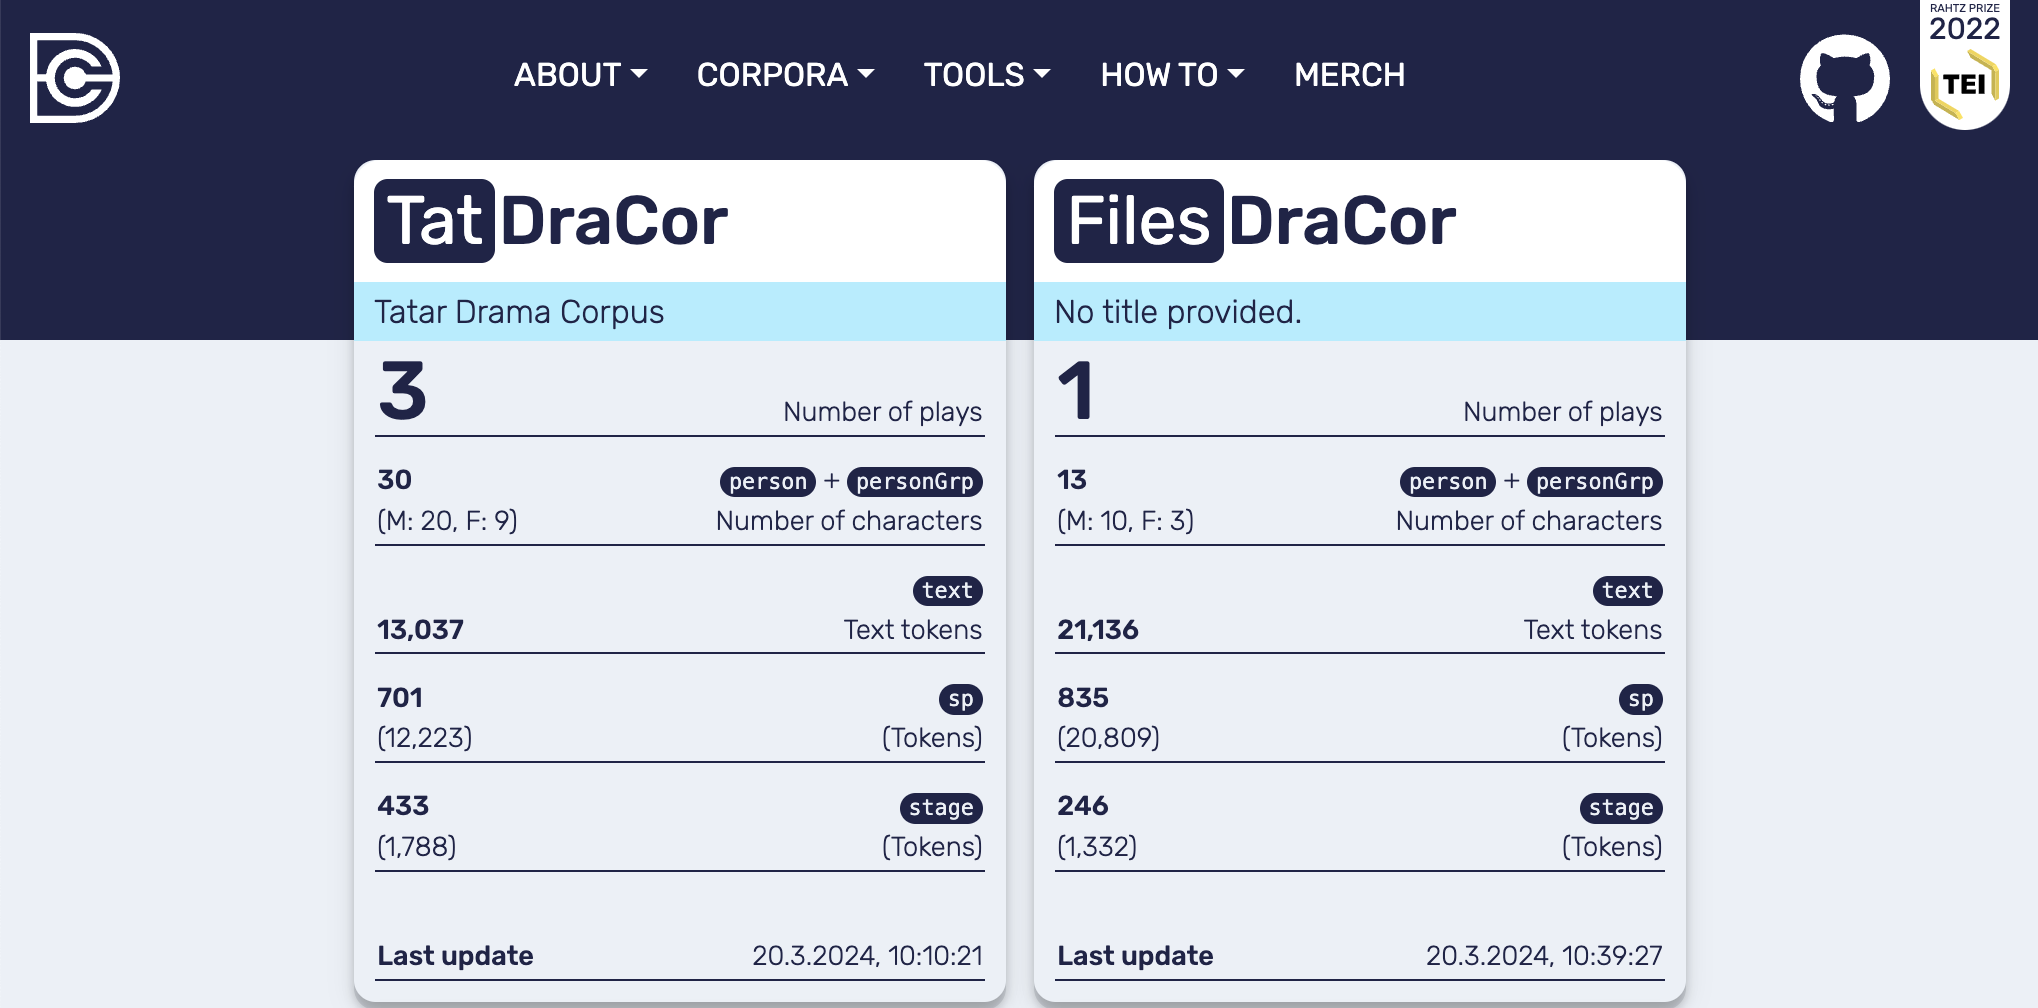 ABOUT CORPORA TOOLS HOW TO MERCH
RAHTZ PRIZE
2022
TEI
TatDraCor
Tatar Drama Corpus
3 Number of plays
30 person + personGrp
(M: 20, F: 9) Number of characters
text
13,037 Text tokens
701 sp
(12,223) (Tokens)
433 stage
(1,788) (Tokens)
Last update 20.3.2024, 10:10:21
FilesDraCor
No title provided.
1 Number of plays
13 person + personGrp
(M: 10, F: 3) Number of characters
text
21,136 Text tokens
835 sp
(20,809) (Tokens)
246 stage
(1,332) (Tokens)
Last update 20.3.2024, 10:39:27